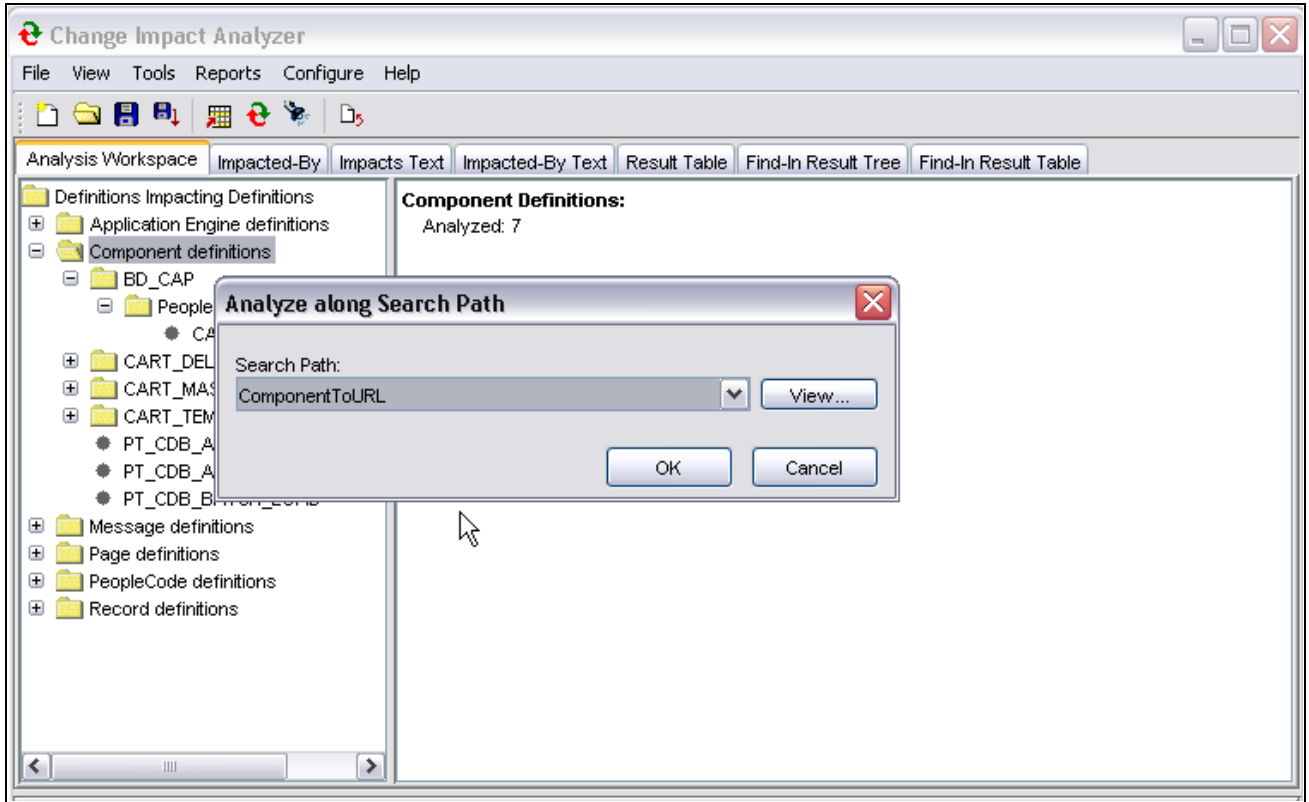 Change Impact Analyzer
File View Tools Reports Configure Help
Analysis Workspace Impacted-By Impacts Text Impacted-By Text Result Table Find-In Result Tree Find-In Result Table
Definitions Impacting Definitions
Application Engine definitions
Component definitions
BD_CAP
People
CA
CART_DEL
CART_MAS
CART_TEM
PT_CDB_A
PT_CDB_A
PT_CDB_B
Message definitions
Page definitions
PeopleCode definitions
Record definitions
Component Definitions:
Analyzed: 7
Analyze along Search Path
Search Path:
ComponentToURL
View...
OK Cancel